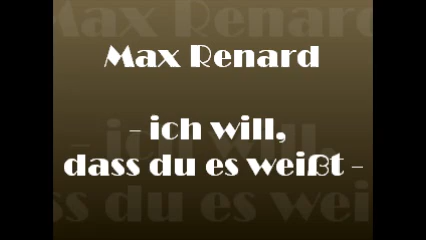 Max Renard
- ich will,
dass du es weißt -